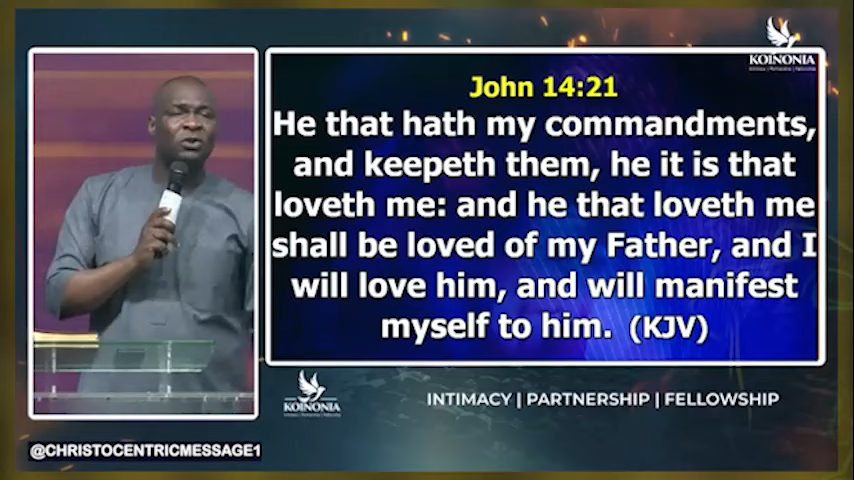 KOINONIA
John 14:21
He that hath my commandments,
and keepeth them, he it is that
loveth me: and he that loveth me
shall be loved of my Father, and I
will love him, and will manifest
myself to him. (KJV)
KOINONIA
INTIMACY | PARTNERSHIP | FELLOWSHIP
@CHRISTOCENTRICMESSAGE1